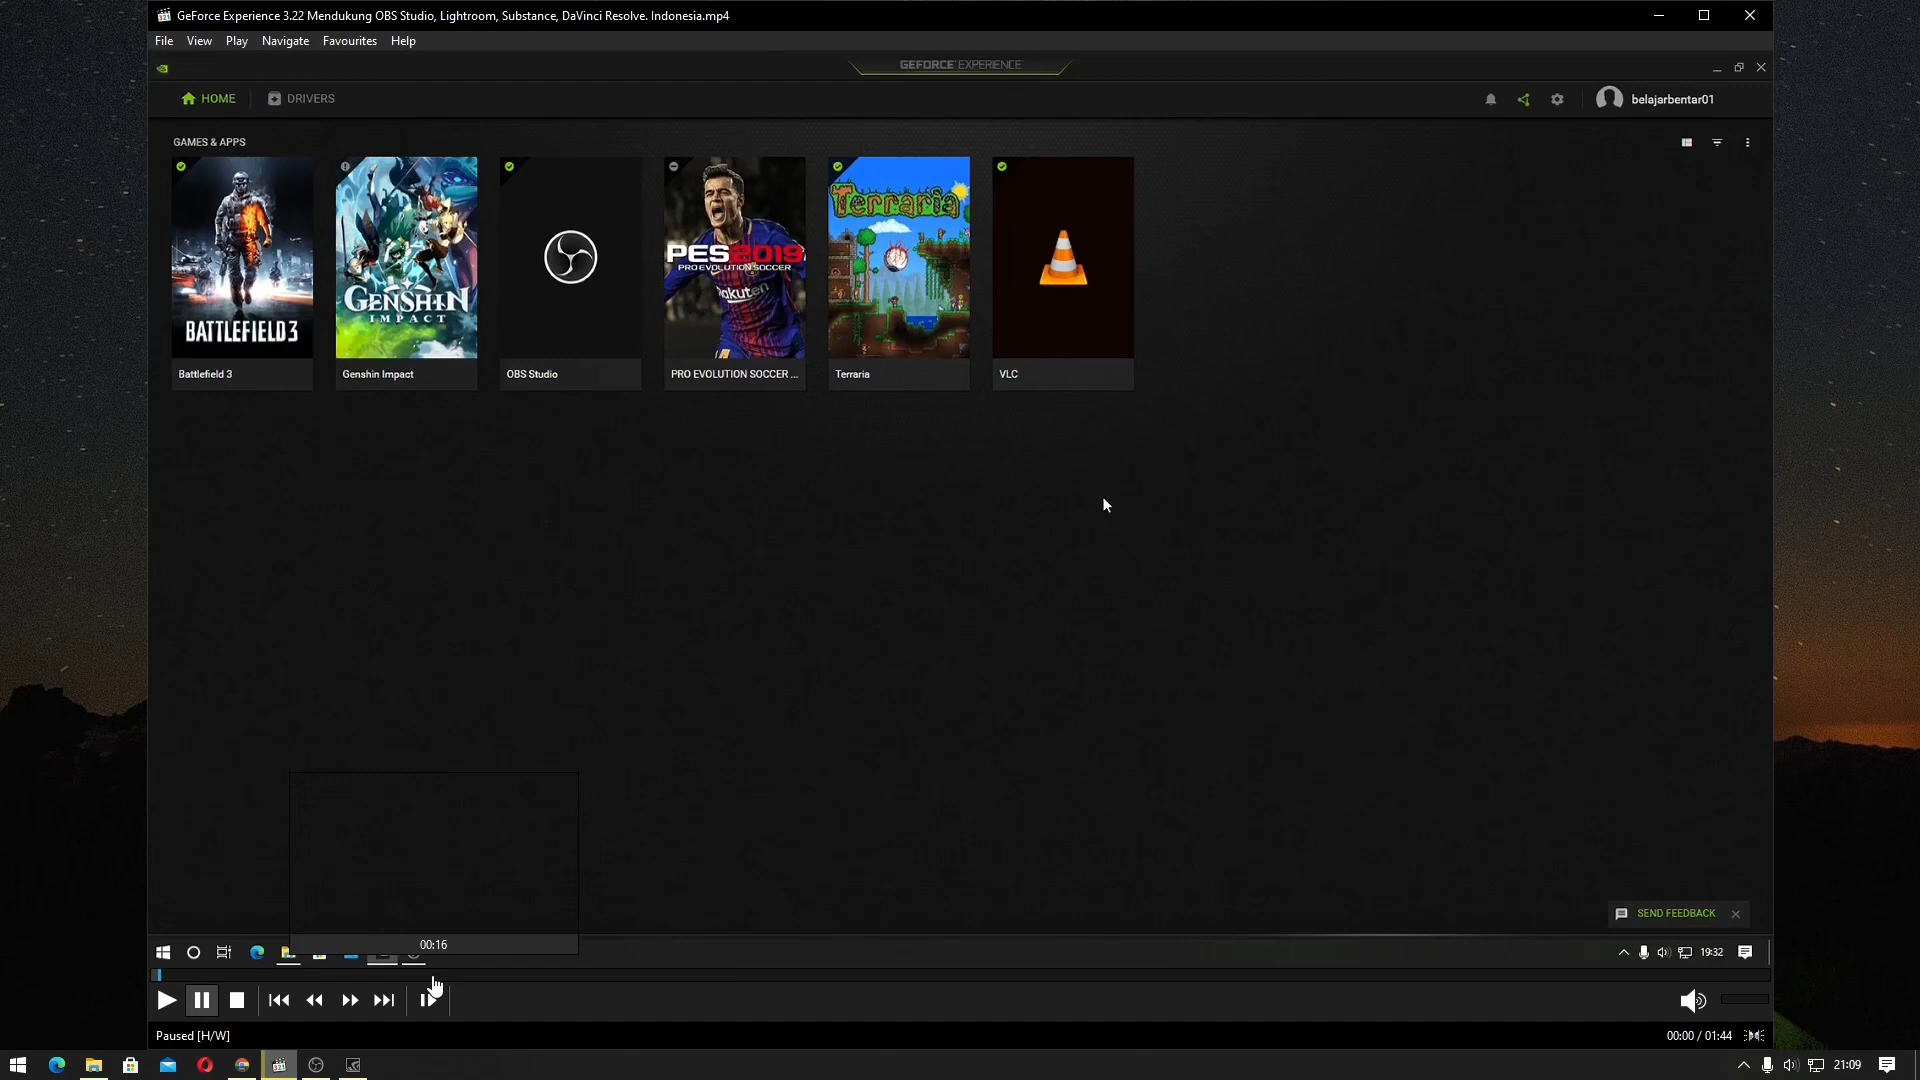 GeForce Experience 3.22 Mendukung OBS Studio, Lightroom, Substance, DaVinci Resolve. Indonesia.mp4
File View Play Navigate Favourites Help
GEFORCE EXPERIENCE
HOME DRIVERS belajarbentar01
GAMES & APPS
BATTLEFIELD 3
GENSHIN
IMPACT
PES 2019
PRO EVOLUTION SOCCER
Rakuten
Terraria
Battlefield 3
Genshin Impact
OBS Studio
PRO EVOLUTION SOCCER ...
Terraria
VLC
SEND FEEDBACK
00:16
19:32
Paused [H/W]
00:00 / 01:44
21:09